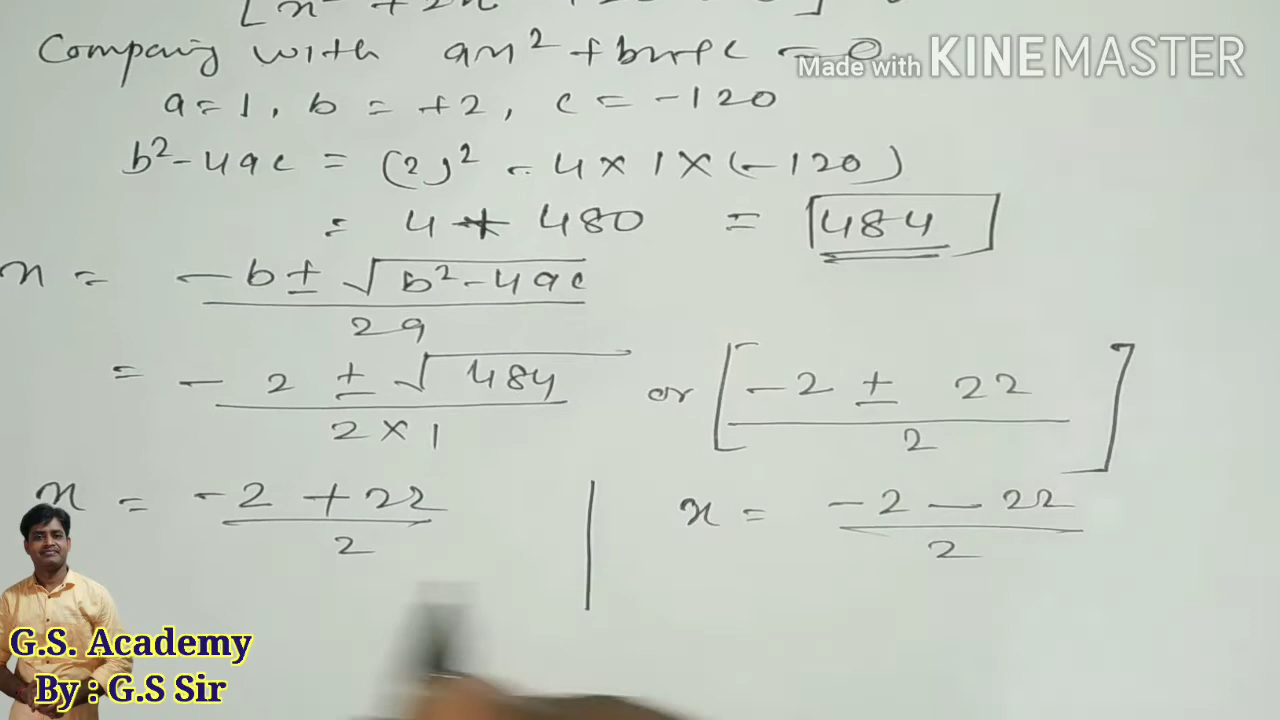 Made with KINEMASTER
Compaing with ax² + bx + c = 0
a = 1, b = +2, c = -120
b² - 4ac = (2)² - 4 × 1 × (-120)
= 4 + 480 = 484
x = -b ± √b² - 4ac / 2a
= -2 ± √484 / 2 × 1 or [-2 ± 22 / 2]
x = -2 + 22 / 2 | x = -2 - 22 / 2
G.S. Academy
By : G.S Sir